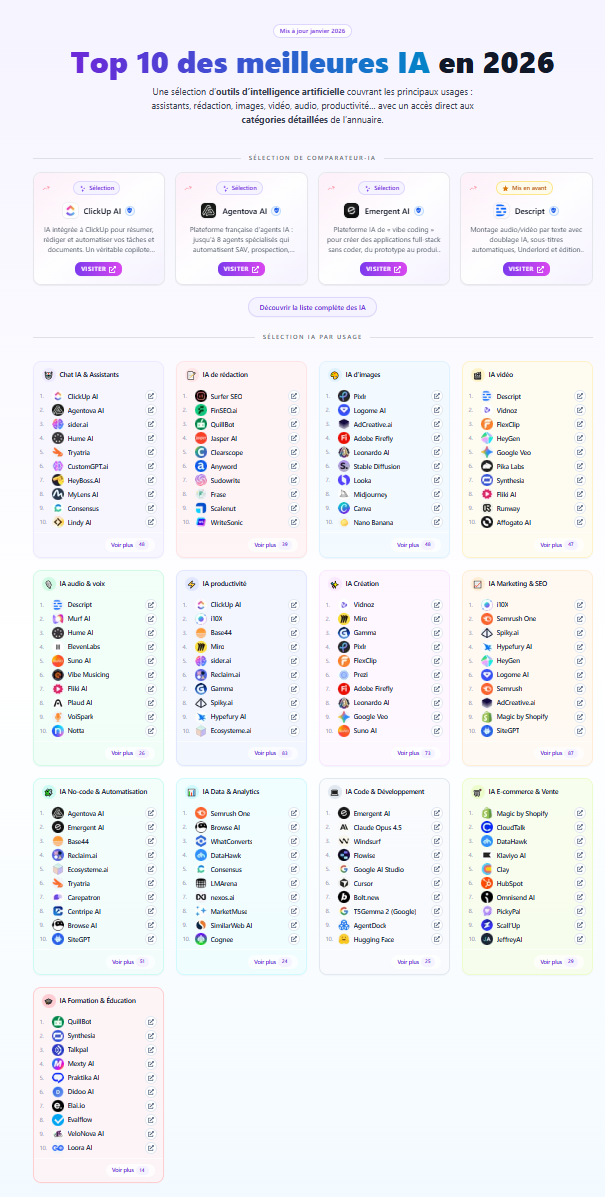 Mis à jour janvier 2026
Top 10 des meilleures IA en 2026
Une sélection d'outils d'intelligence artificielle couvrant les principaux usages :
assistants, rédaction, images, vidéo, audio, productivité... avec un accès direct aux
catégories détaillées de l'annuaire.
SÉLECTION DE COMPARATEUR-IA
Sélection
ClickUp AI
IA intégrée à ClickUp pour résumer,
rédiger et automatiser vos tâches et
documents. Un véritable copilote...
VISITER
Sélection
Agentova AI
Plateforme française d'agents IA :
jusqu'à 8 agents spécialisés qui
automatisent SAV, prospection,...
VISITER
Sélection
Emergent AI
Plateforme IA de « vibe coding »
pour créer des applications full stack
sans coder, du prototype au produi...
VISITER
Mis en avant
Descript
Montage audio/vidéo par texte avec
doublage IA, sous titres
automatiques, Underlord et édition...
VISITER
Découvrir la liste complète des IA
SÉLECTION IA PAR USAGE
Chat IA & Assistants
1. ClickUp AI
2. Agentova AI
3. sider.ai
4. Hume AI
5. Tryatria
6. CustomGPT.ai
7. HeyBoss.AI
8. MyLens AI
9. Consensus
10. Lindy AI
Voir plus 48
IA de rédaction
1. Surfer SEO
2. FinSEO.ai
3. QuillBot
4. Jasper AI
5. Clearscope
6. Anyword
7. Sudowrite
8. Frase
9. Scalenut
10. WriteSonic
Voir plus 39
IA d'images
1. Pixlr
2. Logome AI
3. AdCreative.ai
4. Adobe Firefly
5. Leonardo AI
6. Stable Diffusion
7. Looka
8. Midjourney
9. Canva
10. Nano Banana
Voir plus 48
IA vidéo
1. Descript
2. Vidnoz
3. FlexClip
4. HeyGen
5. Google Veo
6. Pika Labs
7. Synthesia
8. Fliki AI
9. Runway
10. Affogato AI
Voir plus 47
IA audio & voix
1. Descript
2. Murf AI
3. Hume AI
4. ElevenLabs
5. Suno AI
6. Vibe Musicing
7. Fliki AI
8. Plaud AI
9. VolSpark
10. Notta
Voir plus 26
IA productivité
1. ClickUp AI
2. i10X
3. Base44
4. Miro
5. sider.ai
6. Reclaim.ai
7. Gamma
8. Spiky.ai
9. Hypefury AI
10. Ecosysteme.ai
Voir plus 83
IA Création
1. Vidnoz
2. Miro
3. Gamma
4. Pixlr
5. FlexClip
6. Prezi
7. Adobe Firefly
8. Leonardo AI
9. Google Veo
10. Suno AI
Voir plus 73
IA Marketing & SEO
1. i10X
2. Semrush One
3. Spiky.ai
4. Hypefury AI
5. HeyGen
6. Logome AI
7. Semrush
8. AdCreative.ai
9. Magic by Shopify
10. SiteGPT
Voir plus 87
IA No-code & Automatisation
1. Agentova AI
2. Emergent AI
3. Base44
4. Reclaim.ai
5. Ecosysteme.ai
6. Tryatria
7. Carepatron
8. Centripe AI
9. Browse AI
10. SiteGPT
Voir plus 51
IA Data & Analytics
1. Semrush One
2. Browse AI
3. WhatConverts
4. DataHawk
5. Consensus
6. LMArena
7. nexos.ai
8. MarketMuse
9. SimilarWeb AI
10. Cognee
Voir plus 24
IA Code & Développement
1. Emergent AI
2. Claude Opus 4.5
3. Windsurf
4. Flowise
5. Google AI Studio
6. Cursor
7. Bolt.new
8. T5Gemma 2 (Google)
9. AgentDock
10. Hugging Face
Voir plus 25
IA E-commerce & Vente
1. Magic by Shopify
2. CloudTalk
3. DataHawk
4. Klaviyo AI
5. Clay
6. HubSpot
7. Omnisend AI
8. PickyPal
9. Scall'Up
10. JeffreyAI
Voir plus 29
IA Formation & Éducation
1. QuillBot
2. Synthesia
3. Talkpal
4. Mexty AI
5. Praktika AI
6. Didoo AI
7. Elai.io
8. Evalflow
9. VeloNova AI
10. Loora AI
Voir plus 14